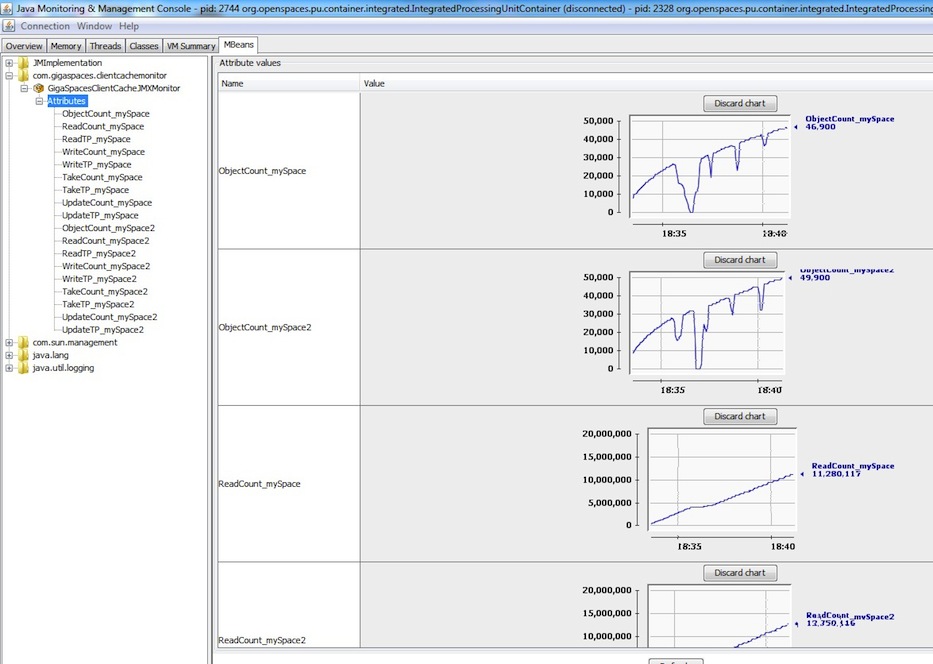 Java Monitoring & Management Console - pid: 2744 org.openspaces.pu.container.integrated.IntegratedProcessingUnitContainer (disconnected) - pid: 2328 org.openspaces.pu.container.integrated.IntegratedProcessing
Connection Window Help
Overview Memory Threads Classes VM Summary MBeans
JMImplementation
com.gigaspaces.clientcachemonitor
GigaSpacesClientCacheJMXMonitor
Attributes
ObjectCount_mySpace
ReadCount_mySpace
ReadTP_mySpace
WriteCount_mySpace
WriteTP_mySpace
TakeCount_mySpace
TakeTP_mySpace
UpdateCount_mySpace
UpdateTP_mySpace
ObjectCount_mySpace2
ReadCount_mySpace2
ReadTP_mySpace2
WriteCount_mySpace2
WriteTP_mySpace2
TakeCount_mySpace2
TakeTP_mySpace2
UpdateCount_mySpace2
UpdateTP_mySpace2
com.sun.management
java.lang
java.util.logging
Attribute values
Name Value
ObjectCount_mySpace
Discard chart
50,000
40,000
30,000
20,000
10,000
0
18:35 18:40
ObjectCount_mySpace
46,900
ObjectCount_mySpace2
Discard chart
50,000
40,000
30,000
20,000
10,000
0
18:35 18:40
ObjectCount_mySpace2
49,900
ReadCount_mySpace
Discard chart
20,000,000
15,000,000
10,000,000
5,000,000
0
18:35 18:40
ReadCount_mySpace
11,280,117
ReadCount_mySpace2
Discard chart
20,000,000
15,000,000
10,000,000
ReadCount_mySpace2